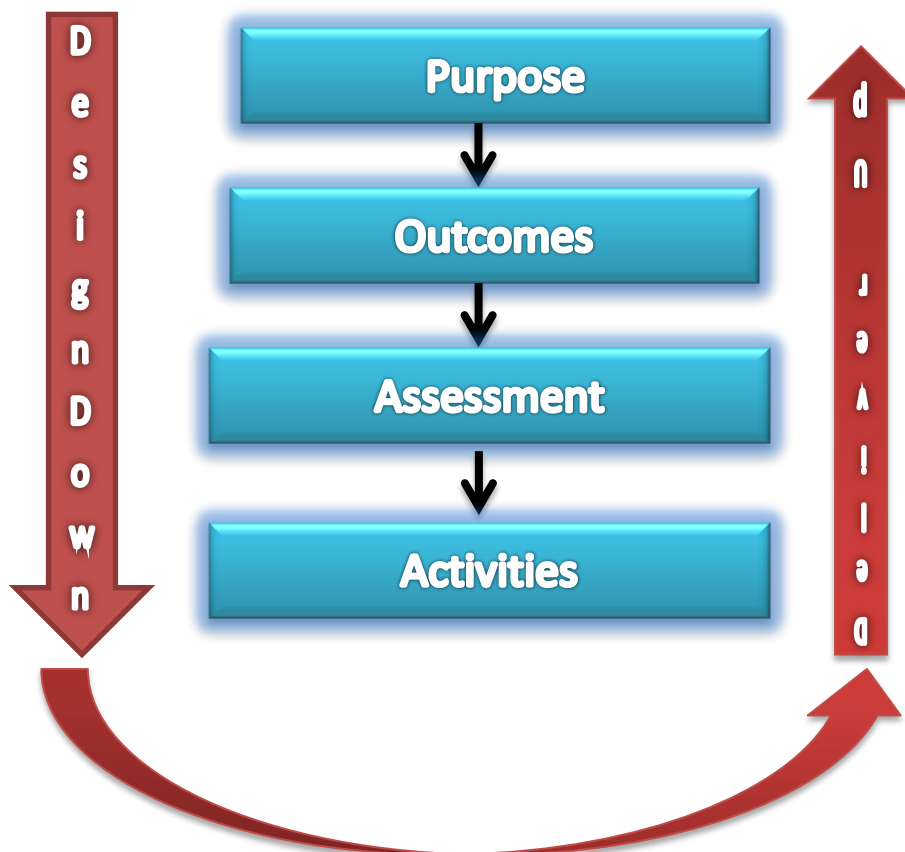 Design Down
Purpose
Outcomes
Assessment
Activities
Deliver up